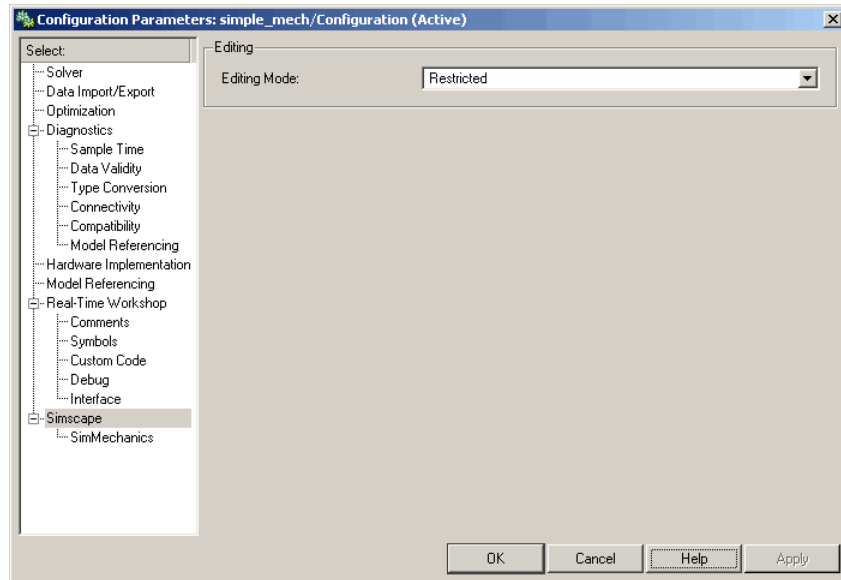 Configuration Parameters: simple_mech/Configuration (Active)
Select:
Solver
Data Import/Export
Optimization
Diagnostics
Sample Time
Data Validity
Type Conversion
Connectivity
Compatibility
Model Referencing
Hardware Implementation
Model Referencing
Real-Time Workshop
Comments
Symbols
Custom Code
Debug
Interface
Simscape
SimMechanics
Editing
Editing Mode: Restricted
OK Cancel Help Apply